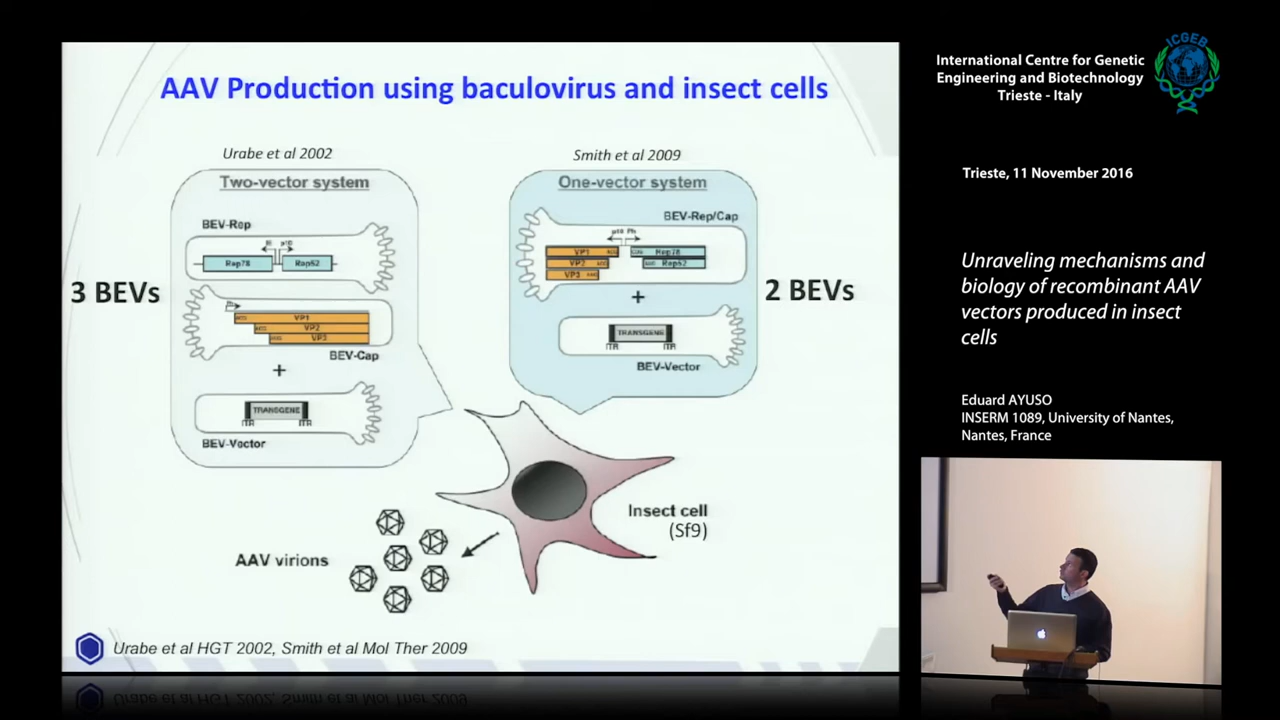 AAV Production using baculovirus and insect cells
Urabe et al 2002
Two-vector system
BEV-Rep
p10
Rep78
Rep52
3 BEVs
VP1
VP2
VP3
BEV-Cap
+
TRANSGENE
ITR
ITR
BEV-Vector
Smith et al 2009
One-vector system
BEV-Rep/Cap
p10 Ph
VP1
VP2
VP3
Rep78
Rep52
2 BEVs
+
TRANSGENE
ITR
ITR
BEV-Vector
Insect cell
(Sf9)
AAV virions
Urabe et al HGT 2002, Smith et al Mol Ther 2009
International Centre for Genetic
Engineering and Biotechnology
Trieste - Italy
ICGEB
Trieste, 11 November 2016
Unraveling mechanisms and
biology of recombinant AAV
vectors produced in insect
cells
Eduard AYUSO
INSERM 1089, University of Nantes,
Nantes, France